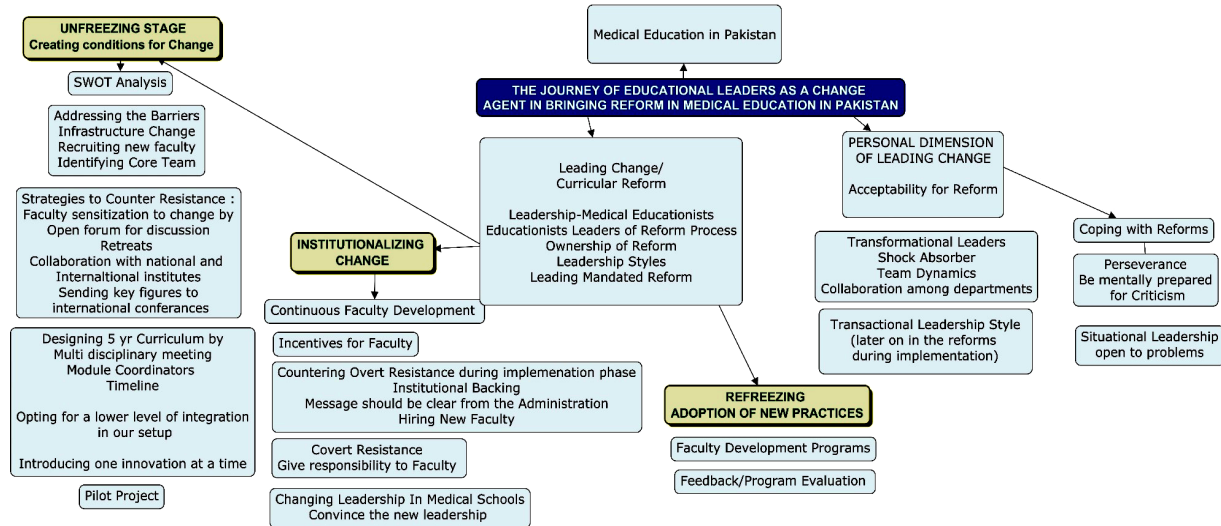 UNFREEZING STAGE
Creating conditions for Change
SWOT Analysis
Addressing the Barriers
Infrastructure Change
Recruiting new faculty
Identifying Core Team
Strategies to Counter Resistance :
Faculty sensitization to change by
Open forum for discussion
Retreats
Collaboration with national and
Internaltional institutes
Sending key figures to
international conferances
Designing 5 yr Curriculum by
Multi disciplinary meeting
Module Coordinators
Timeline
Opting for a lower level of integration
in our setup
Introducing one innovation at a time
Pilot Project
Medical Education in Pakistan
THE JOURNEY OF EDUCATIONAL LEADERS AS A CHANGE
AGENT IN BRINGING REFORM IN MEDICAL EDUCATION IN PAKISTAN
Leading Change/
Curricular Reform
Leadership-Medical Educationists
Educationists Leaders of Reform Process
Ownership of Reform
Leadership Styles
Leading Mandated Reform
INSTITUTIONALIZING
CHANGE
Continuous Faculty Development
Incentives for Faculty
Countering Overt Resistance during implemenation phase
Institutional Backing
Message should be clear from the Administration
Hiring New Faculty
Covert Resistance
Give responsibility to Faculty
Changing Leadership In Medical Schools
Convince the new leadership
REFREEZING
ADOPTION OF NEW PRACTICES
Faculty Development Programs
Feedback/Program Evaluation
PERSONAL DIMENSION
OF LEADING CHANGE
Acceptability for Reform
Transformational Leaders
Shock Absorber
Team Dynamics
Collaboration among departments
Transactional Leadership Style
(later on in the reforms
during implementation)
Coping with Reforms
Perseverance
Be mentally prepared
for Criticism
Situational Leadership
open to problems